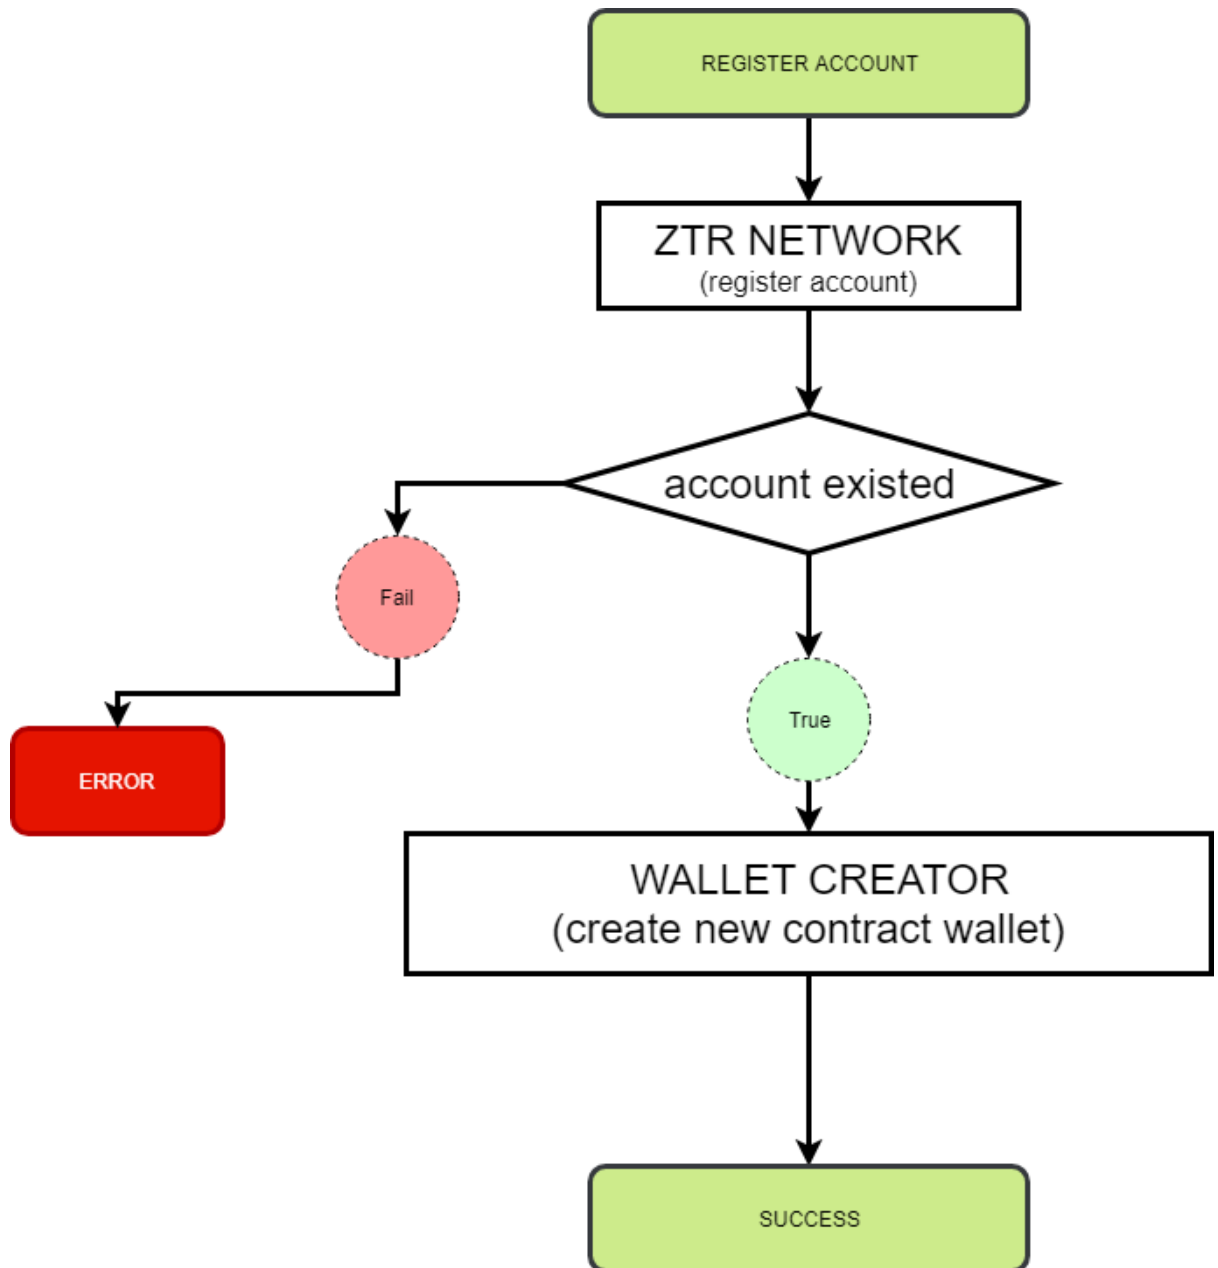 REGISTER ACCOUNT
ZTR NETWORK
(register account)
account existed
Fail
True
ERROR
WALLET CREATOR
(create new contract wallet)
SUCCESS